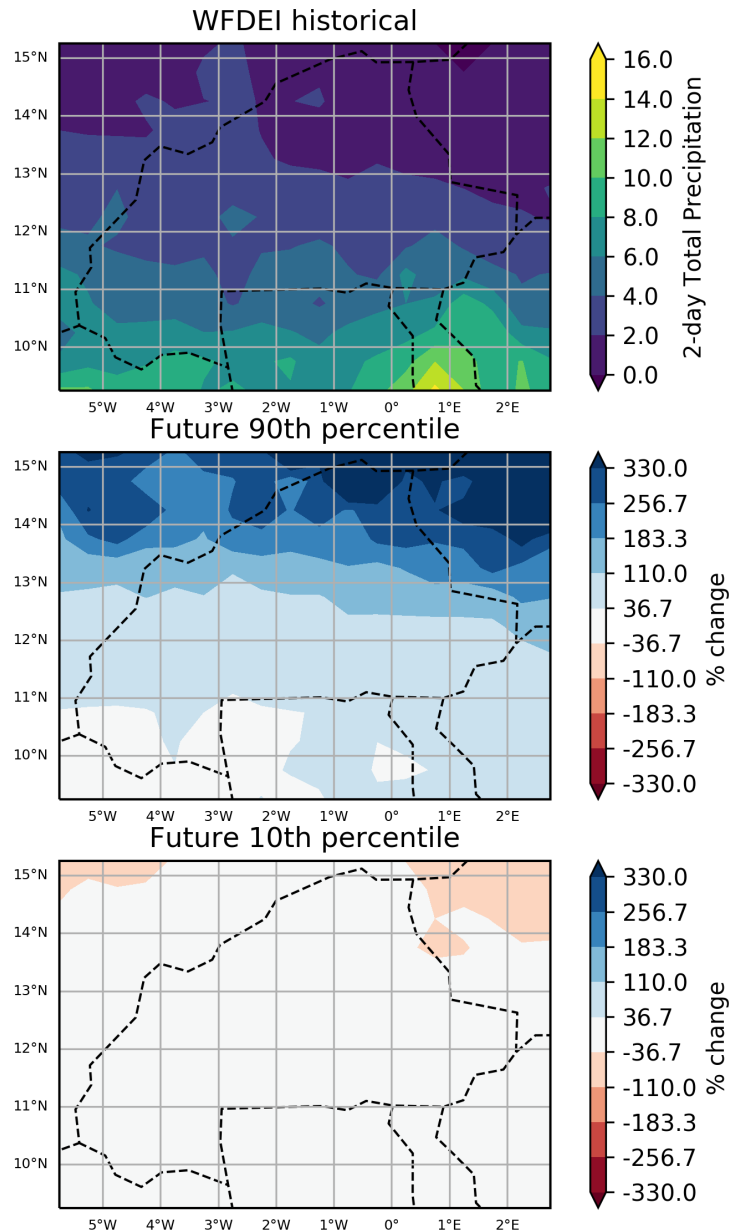 WFDEI historical
15°N
14°N
13°N
12°N
11°N
10°N
5°W 4°W 3°W 2°W 1°W 0° 1°E 2°E
16.0
14.0
12.0
10.0
8.0
6.0
4.0
2.0
0.0
2-day Total Precipitation
Future 90th percentile
15°N
14°N
13°N
12°N
11°N
10°N
5°W 4°W 3°W 2°W 1°W 0° 1°E 2°E
330.0
256.7
183.3
110.0
36.7
-36.7
-110.0
-183.3
-256.7
-330.0
% change
Future 10th percentile
15°N
14°N
13°N
12°N
11°N
10°N
5°W 4°W 3°W 2°W 1°W 0° 1°E 2°E
330.0
256.7
183.3
110.0
36.7
-36.7
-110.0
-183.3
-256.7
-330.0
% change